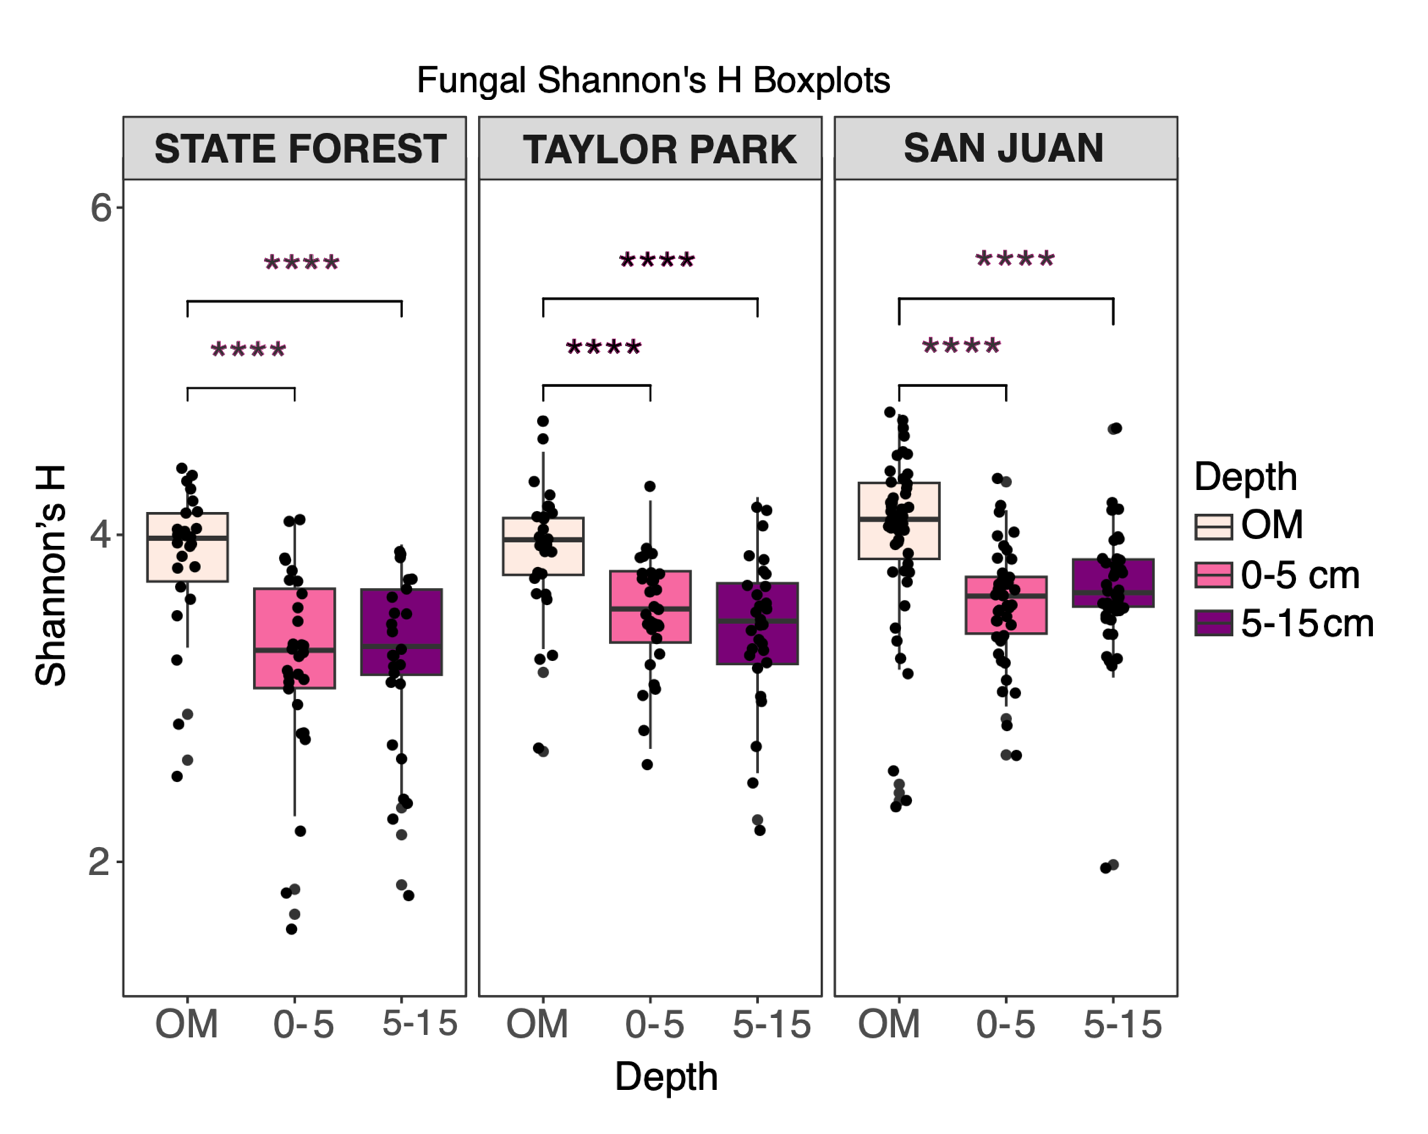 Fungal Shannon's H Boxplots
STATE FOREST
TAYLOR PARK
SAN JUAN
6
4
2
Shannon’s H
**** 
****
****
****
****
****
OM 0-5 5-15
OM 0-5 5-15
OM 0-5 5-15
Depth
Depth
OM
0-5 cm
5-15cm